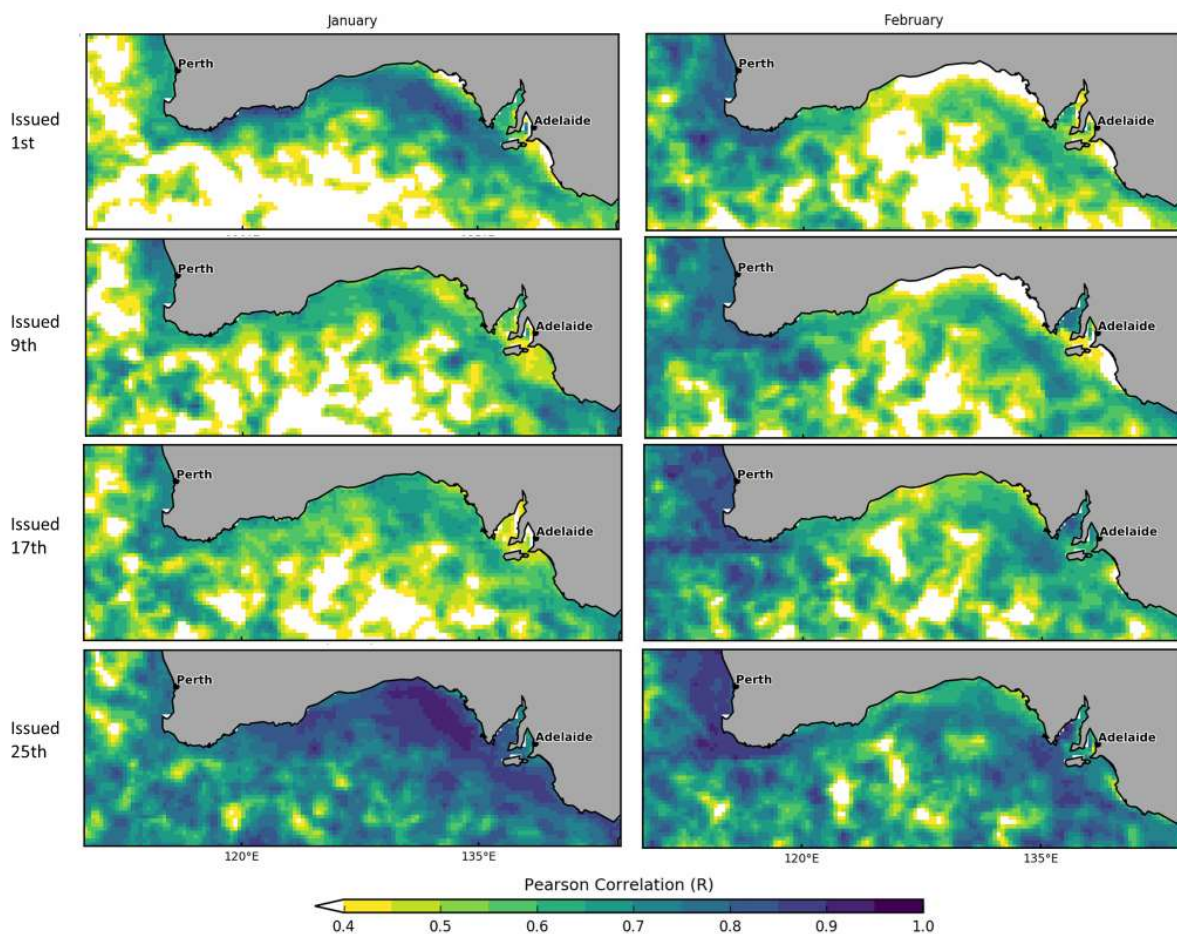 January
February
Issued
1st
Perth
Adelaide
Perth
Adelaide
Issued
9th
Perth
Adelaide
Perth
Adelaide
Issued
17th
Perth
Adelaide
Perth
Adelaide
Issued
25th
Perth
Adelaide
Perth
Adelaide
120°E
135°E
120°E
135°E
Pearson Correlation (R)
0.4 0.5 0.6 0.7 0.8 0.9 1.0